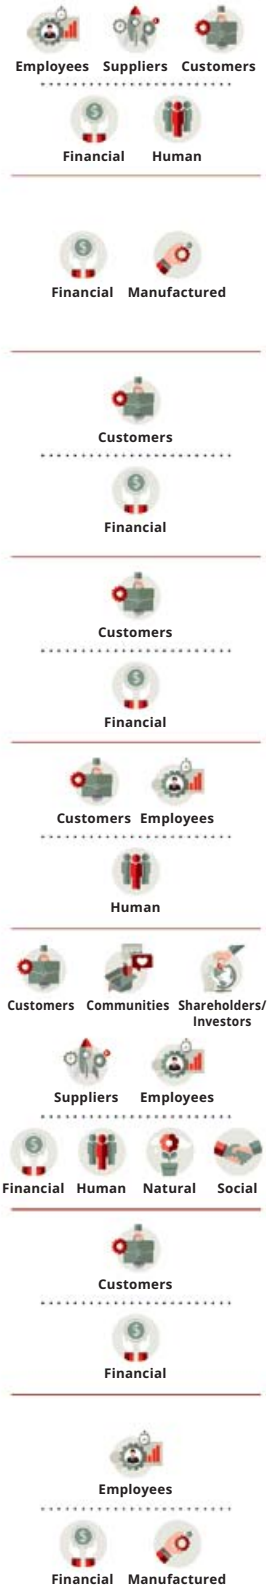 Employees Suppliers Customers
Financial Human
Financial Manufactured
Customers
Financial
Customers
Financial
Customers Employees
Human
Customers Communities Shareholders/
Investors
Suppliers Employees
Financial Human Natural Social
Customers
Financial
Employees
Financial Manufactured